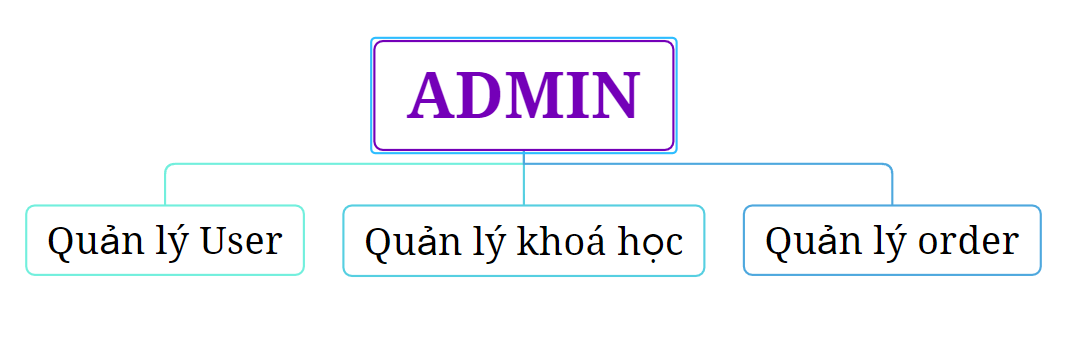 ADMIN
Quản lý User
Quản lý khoá học
Quản lý order